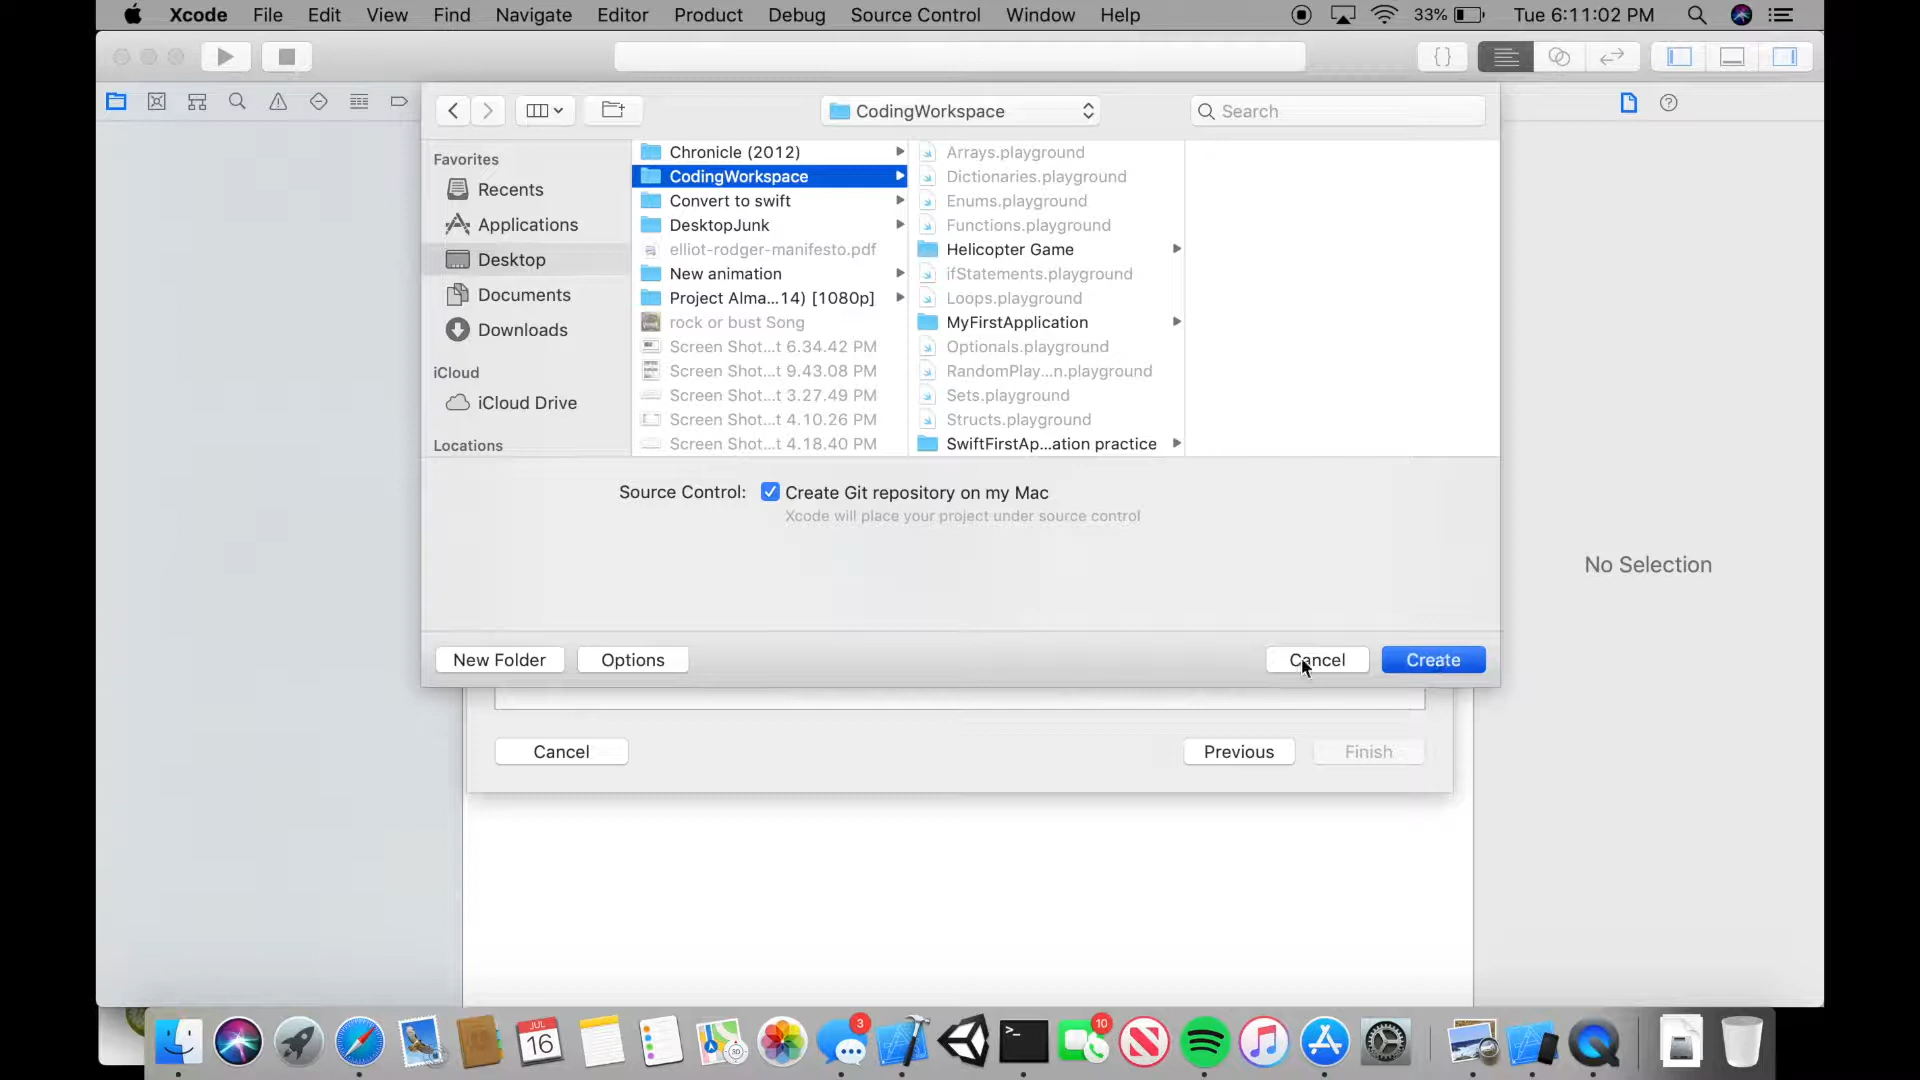 Xcode File Edit View Find Navigate Editor Product Debug Source Control Window Help 33% Tue 6:11:02 PM
{}
CodingWorkspace
Search
Favorites
Recents
Applications
Desktop
Documents
Downloads
iCloud
iCloud Drive
Locations
Chronicle (2012)
CodingWorkspace
Convert to swift
DesktopJunk
elliot-rodger-manifesto.pdf
New animation
Project Alma...14) [1080p]
rock or bust Song
Screen Shot...t 6.34.42 PM
Screen Shot...t 9.43.08 PM
Screen Shot...t 3.27.49 PM
Screen Shot...t 4.10.26 PM
Screen Shot...t 4.18.40 PM
Arrays.playground
Dictionaries.playground
Enums.playground
Functions.playground
Helicopter Game
ifStatements.playground
Loops.playground
MyFirstApplication
Optionals.playground
RandomPlay...n.playground
Sets.playground
Structs.playground
SwiftFirstAp...ation practice
Source Control: Create Git repository on my Mac
Xcode will place your project under source control
New Folder Options Cancel Create
Cancel Previous Finish
No Selection
JUL
16
3
>_
10